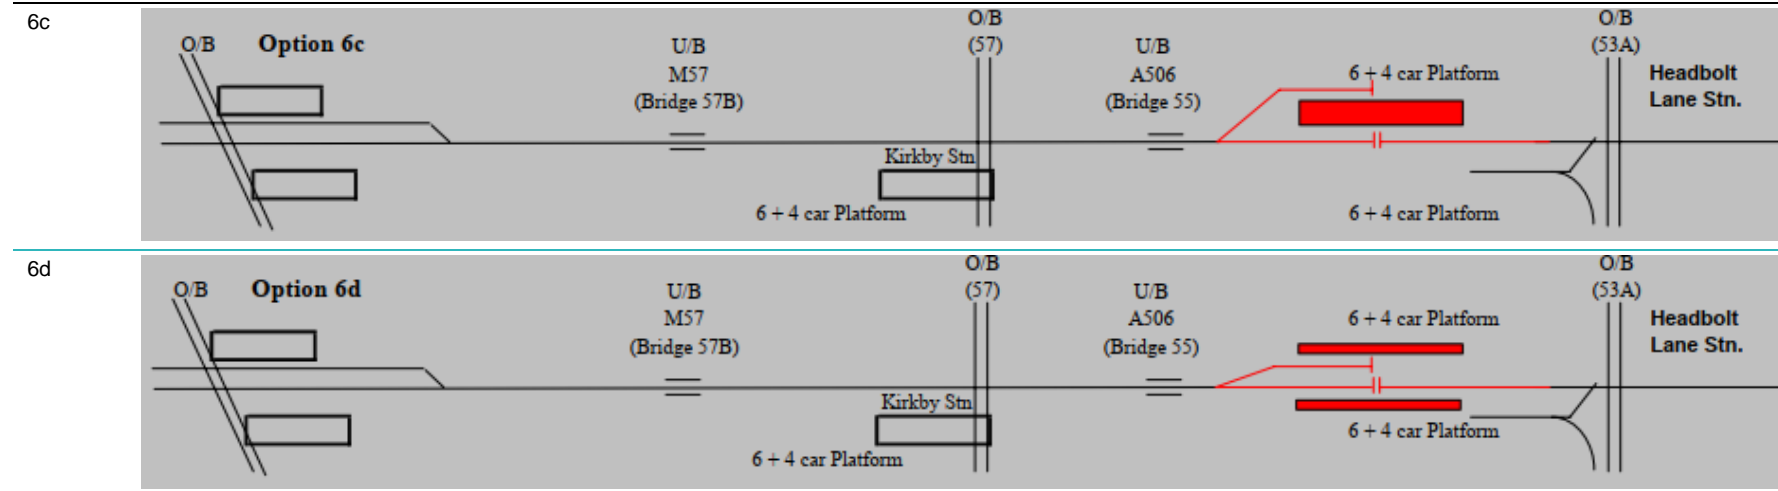 6c
O/B
Option 6c
U/B
M57
(Bridge 57B)
O/B
(57)
U/B
A506
(Bridge 55)
6 + 4 car Platform
O/B
(53A)
Headbolt
Lane Stn.
Kirkby Stn
6 + 4 car Platform
6 + 4 car Platform
6d
O/B
Option 6d
U/B
M57
(Bridge 57B)
O/B
(57)
U/B
A506
(Bridge 55)
6 + 4 car Platform
O/B
(53A)
Headbolt
Lane Stn.
Kirkby Stn
6 + 4 car Platform
6 + 4 car Platform